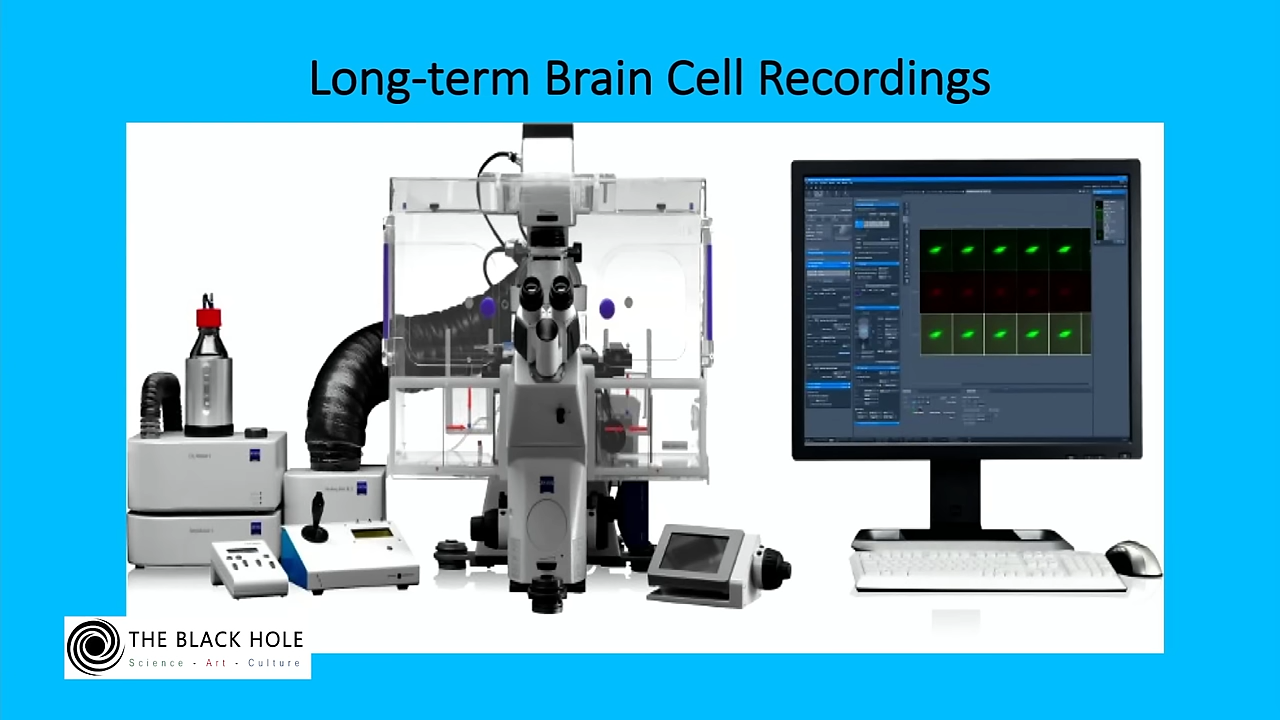 Long-term Brain Cell Recordings
THE BLACK HOLE
Science - Art - Culture